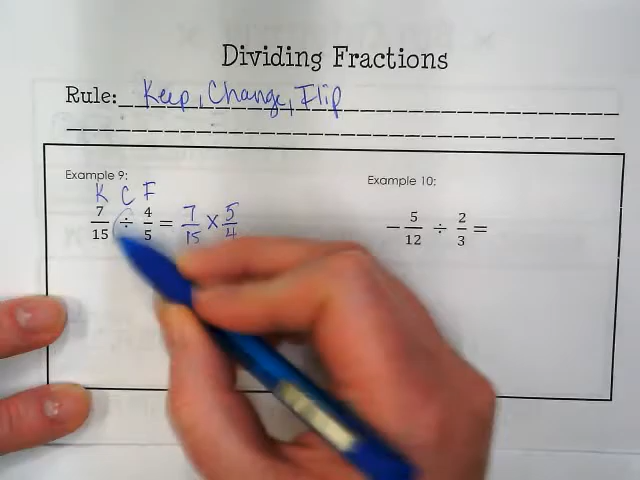 Dividing Fractions
Rule: Keep, Change, Flip
Example 9:
K C F
7/15 ÷ 4/5 = 7/15 × 5/4
Example 10:
- 5/12 ÷ 2/3 =